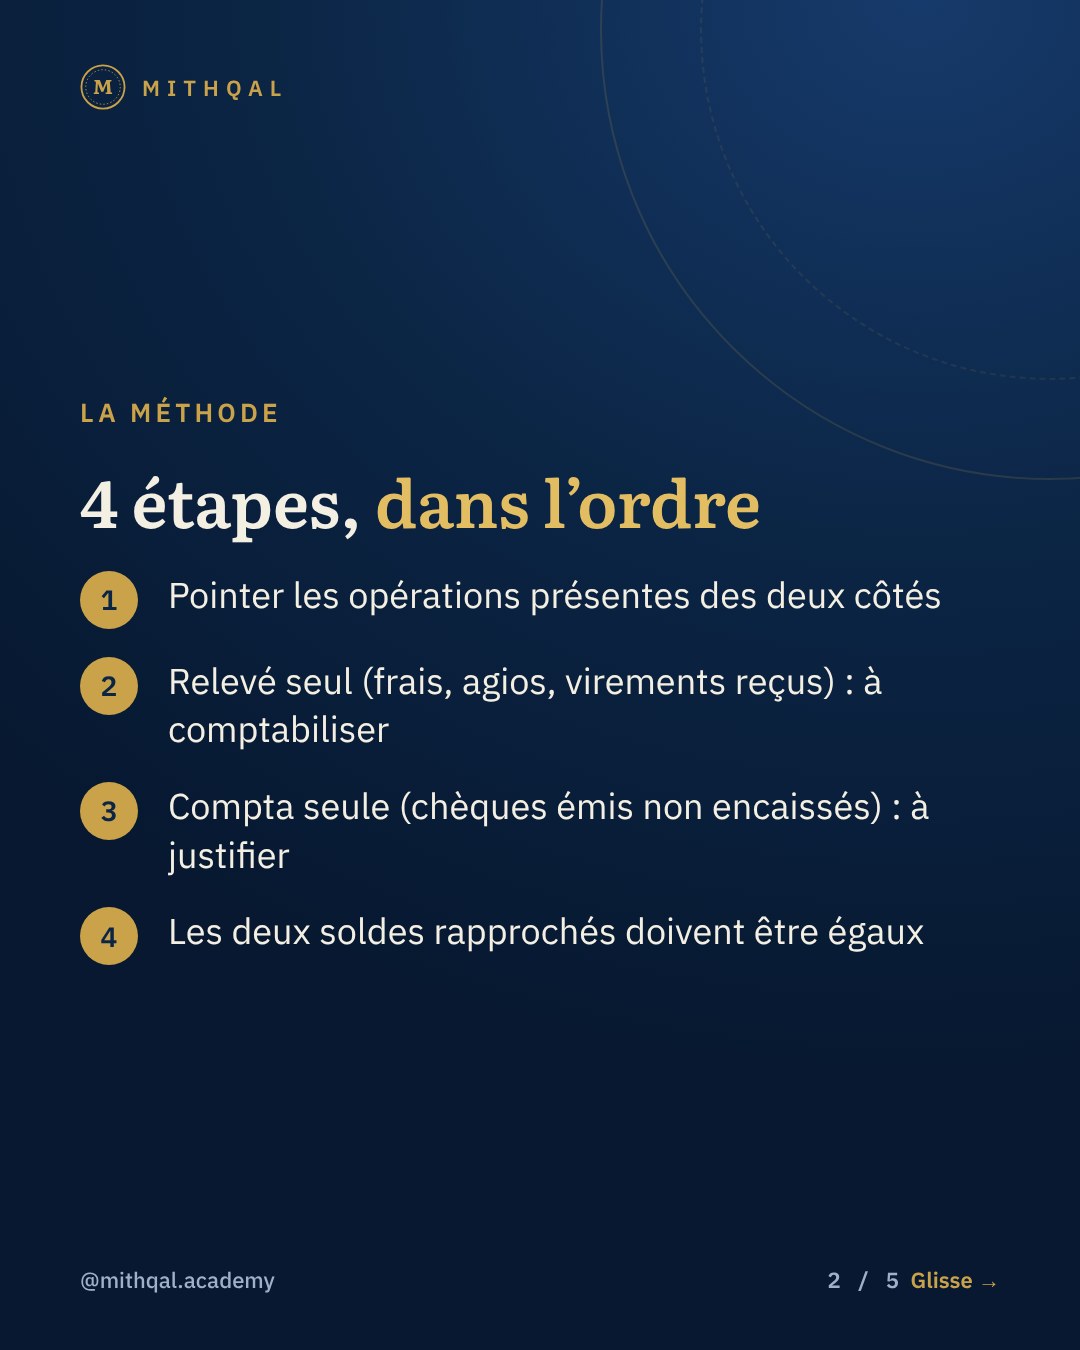 M MITHQAL
LA MÉTHODE
4 étapes, dans l’ordre
1 Pointer les opérations présentes des deux côtés
2 Relevé seul (frais, agios, virements reçus) : à
comptabiliser
3 Compta seule (chèques émis non encaissés) : à
justifier
4 Les deux soldes rapprochés doivent être égaux
@mithqal.academy
2 / 5 Glisse →